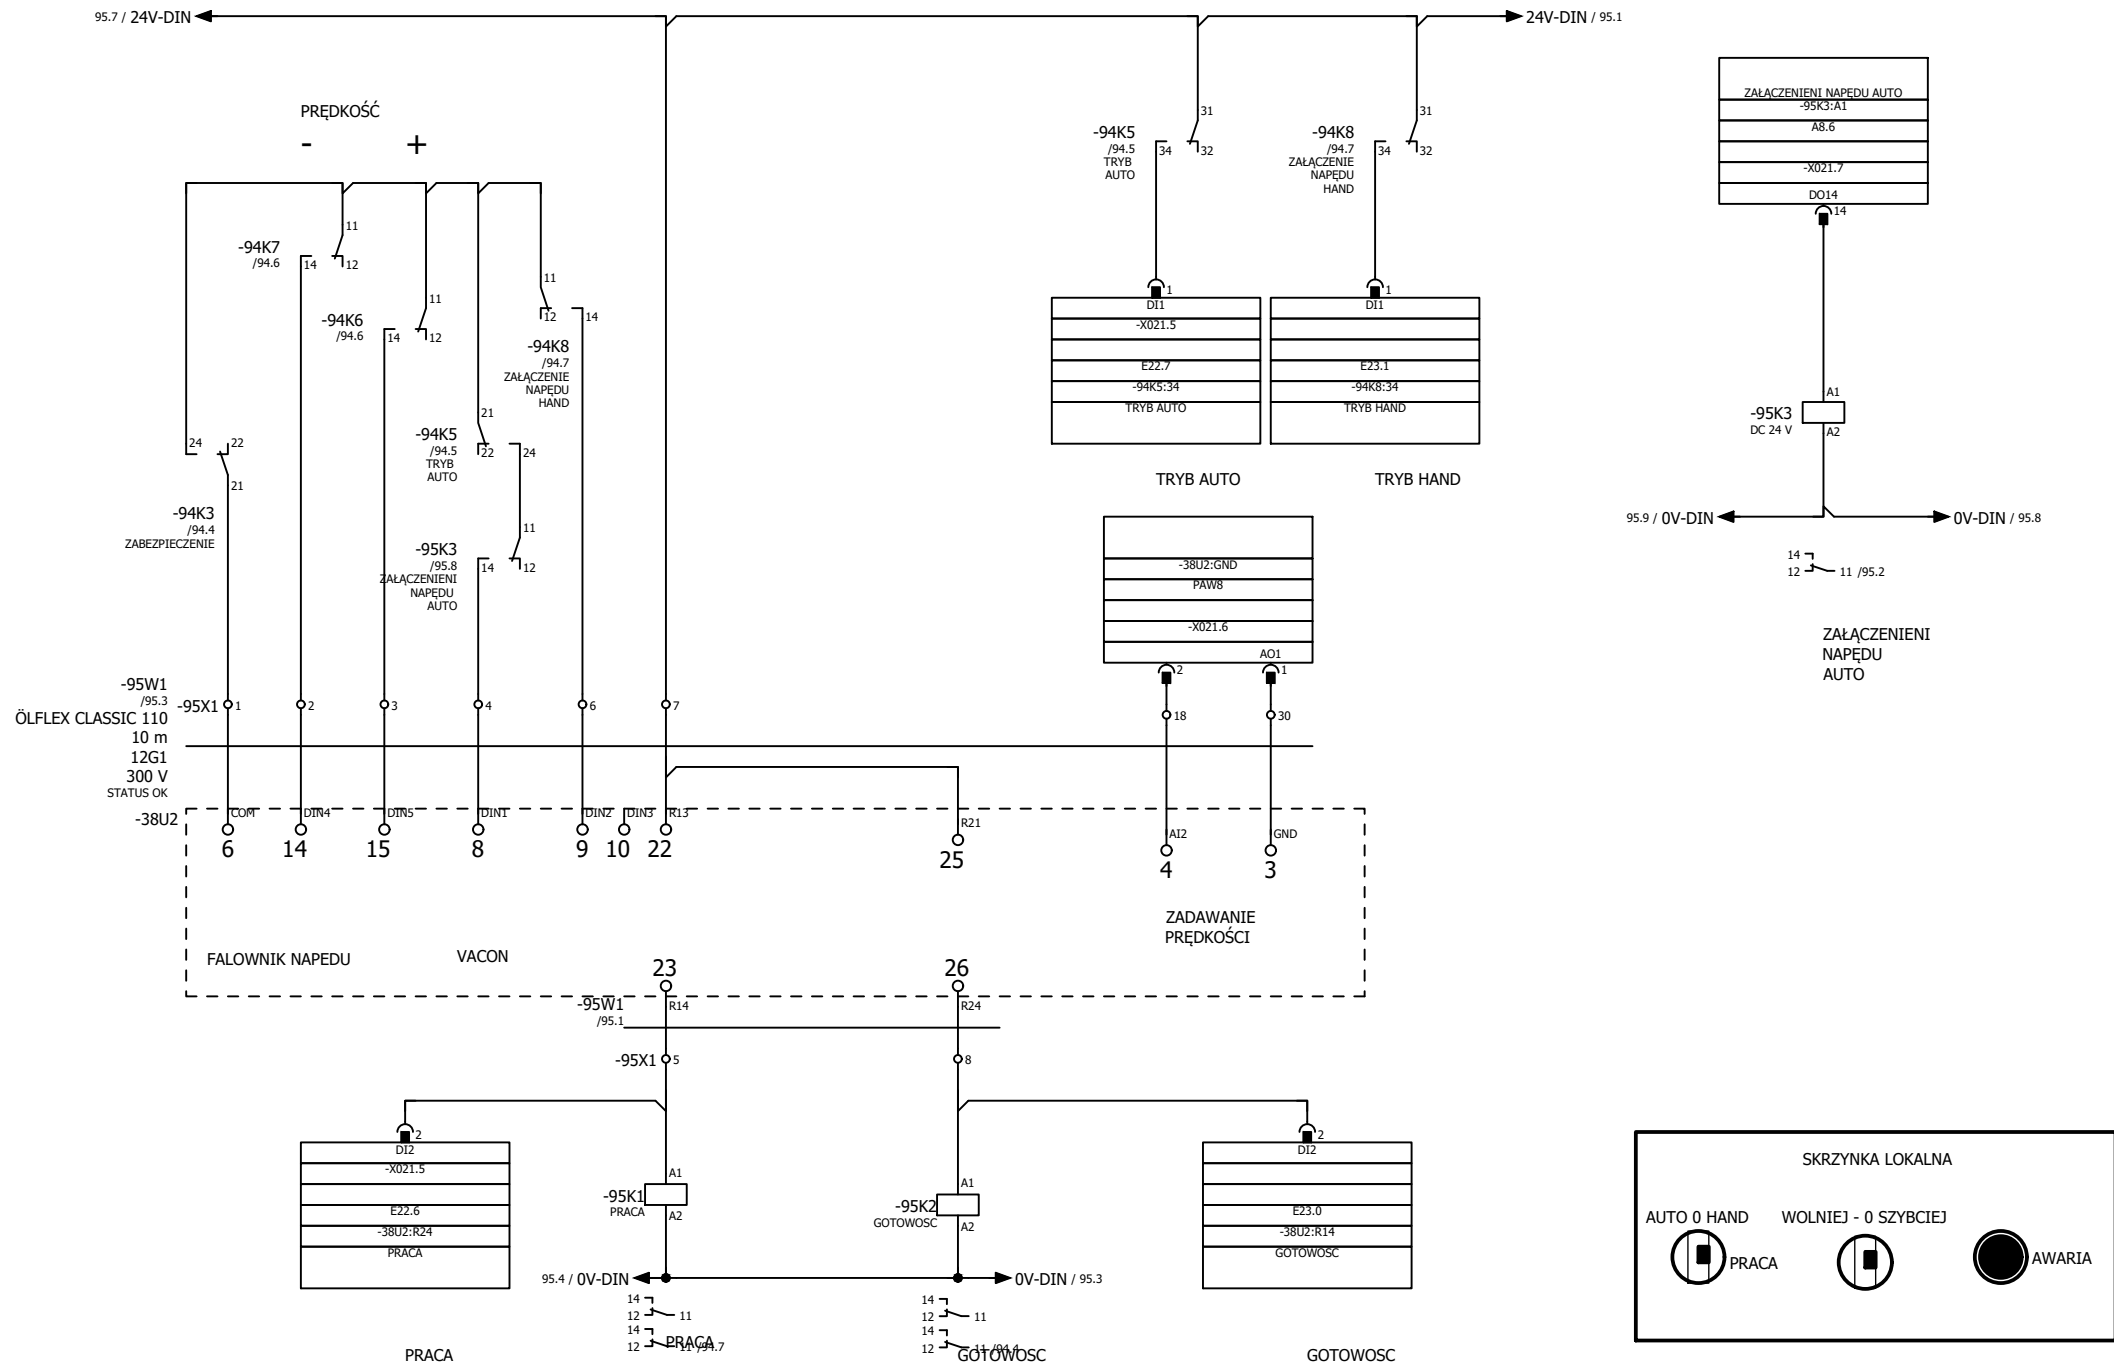 95.7 / 24V-DIN
24V-DIN / 95.1
PRĘDKOŚĆ
- +
11
-94K7
/94.6
14
12
11
-94K6
/94.6
14
12
11
12
14
-94K8
/94.7
ZAŁĄCZENIE
NAPĘDU
HAND
21
-94K5
/94.5
TRYB
AUTO
22
24
24
22
21
-94K3
/94.4
ZABEZPIECZENIE
11
-95K3
/95.8
ZAŁĄCZENIENI
NAPĘDU
AUTO
14
12
31
-94K5
/94.5
TRYB
AUTO
34
32
31
-94K8
/94.7
ZAŁĄCZENIE
NAPĘDU
HAND
34
32
1
DI1
-X021.5
E22.7
-94K5:34
TRYB AUTO
TRYB AUTO
1
DI1
E23.1
-94K8:34
TRYB HAND
TRYB HAND
ZAŁĄCZENIENI NAPĘDU AUTO
-95K3:A1
A8.6
-X021.7
DO14
14
A1
-95K3
DC 24 V
A2
95.9 / 0V-DIN
0V-DIN / 95.8
14
12
11 /95.2
ZAŁĄCZENIENI
NAPĘDU
AUTO
-38U2:GND
PAW8
-X021.6
AO1
2
1
18
30
-95W1
/95.3
ÖLFLEX CLASSIC 110
10 m
12G1
300 V
STATUS OK
-95X1
1
2
3
4
6
7
-38U2
COM
DIN4
DIN5
DIN1
DIN2
DIN3
R13
R21
AI2
GND
6
14
15
8
9
10
22
25
4
3
ZADAWANIE
PRĘDKOŚCI
FALOWNIK NAPEDU
VACON
23
26
-95W1
/95.1
R14
R24
-95X1
5
8
2
DI2
-X021.5
E22.6
-38U2:R24
PRACA
PRACA
A1
-95K1
PRACA
A2
A1
-95K2
GOTOWOSC
A2
2
DI2
E23.0
-38U2:R14
GOTOWOSC
GOTOWOSC
95.4 / 0V-DIN
0V-DIN / 95.3
14
12
11
14
12
11 /94.7
PRACA
14
12
11
14
12
11 /94.4
GOTOWOSC
SKRZYNKA LOKALNA
AUTO 0 HAND
WOLNIEJ - 0 SZYBCIEJ
PRACA
AWARIA